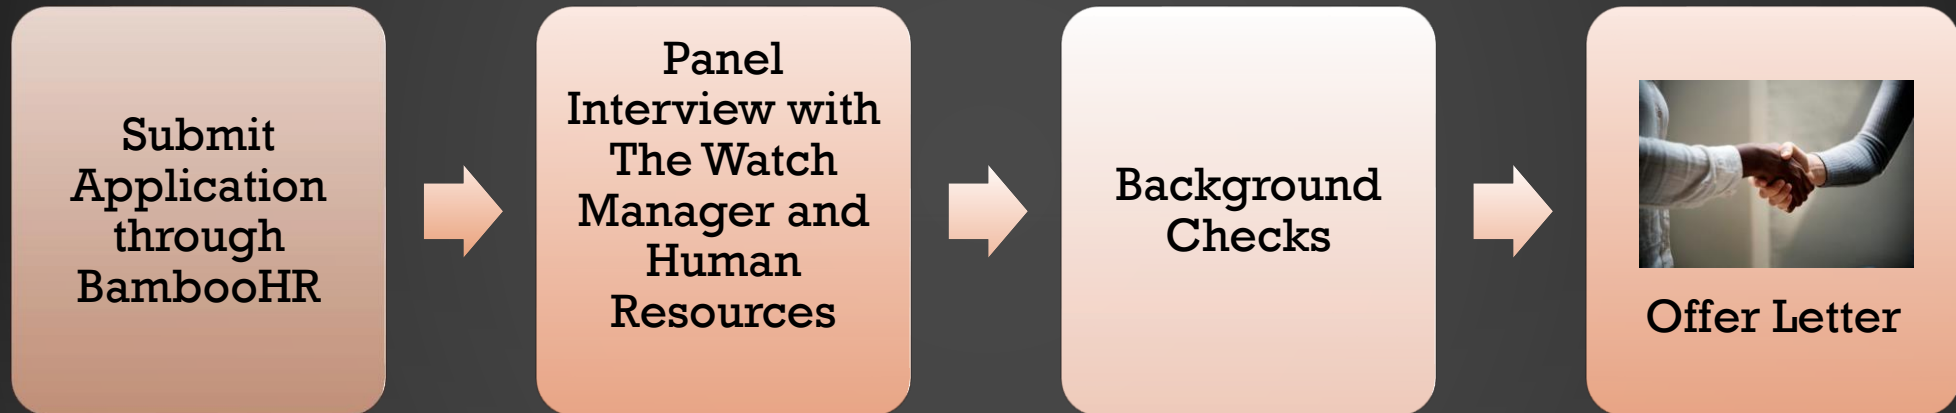 Submit
Application
through
BambooHR
Panel
Interview with
The Watch
Manager and
Human
Resources
Background
Checks
Offer Letter